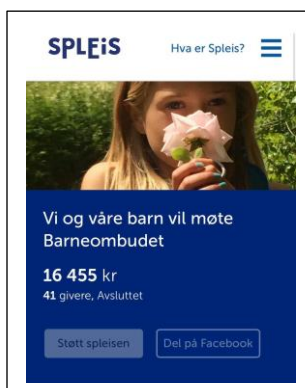 SPLEiS
Hva er Spleis?
Vi og våre barn vil møte
Barneombudet
16 455 kr
41 givere, Avsluttet
Støtt spleisen
Del på Facebook